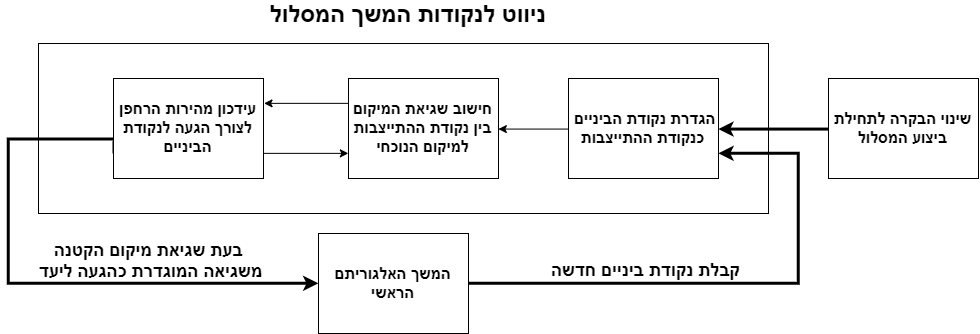 ניווט לנקודות המשך המסלול
שינוי הבקרה לתחילת
ביצוע המסלול
הגדרת נקודת הביניים
כנקודת ההתייצבות
חישוב שגיאת המיקום
בין נקודת ההתייצבות
למיקום הנוכחי
עידכון מהירות הרחפן
לצורך הגעה לנקודת
הביניים
בעת שגיאת מיקום הקטנה
משגיאה המוגדרת כהגעה ליעד
המשך האלגוריתם
הראשי
קבלת נקודת ביניים חדשה